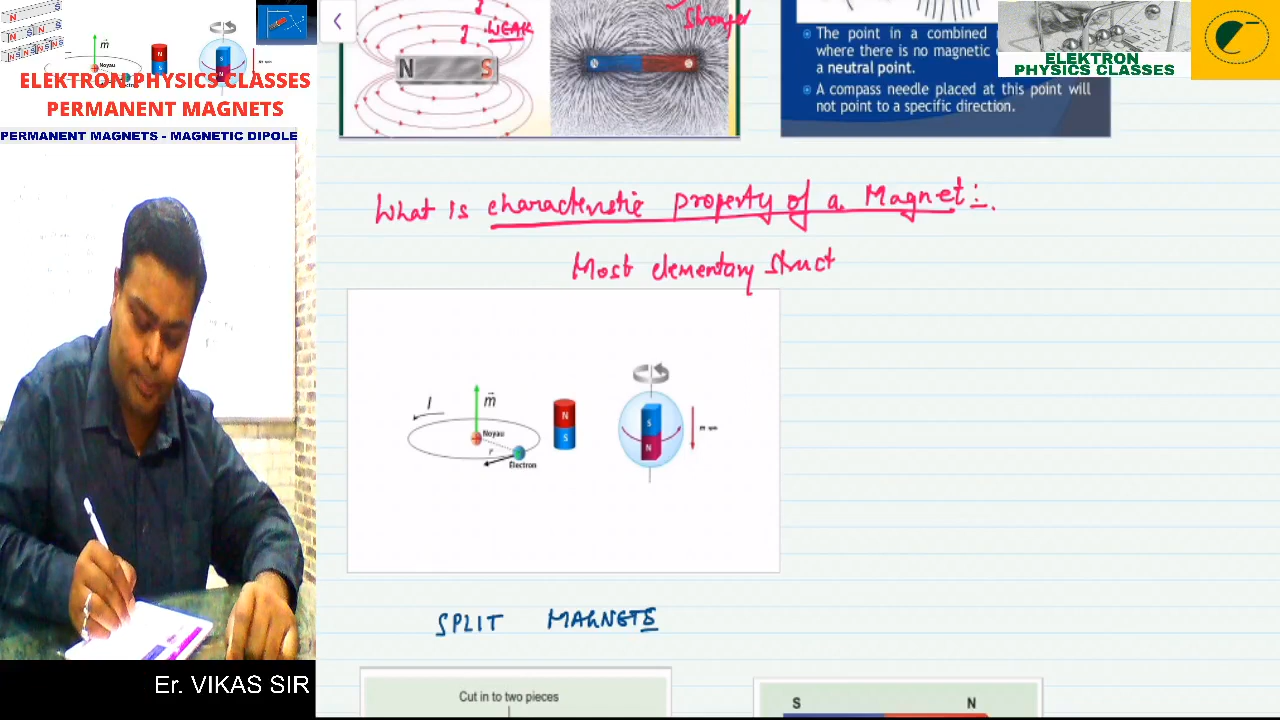 ELEKTRON PHYSICS CLASSES
PERMANENT MAGNETS
PERMANENT MAGNETS - MAGNETIC DIPOLE
WEAK
Stronger
N S
N S
The point in a combined
where there is no magnetic
a neutral point.
A compass needle placed at this point will
not point to a specific direction.
ELEKTRON
PHYSICS CLASSES
What is characteristic property of a Magnet :-
Most elementary struct
I
m
Noyau
r
Électron
N
S
S
N
SPLIT MAGNETS
Cut in to two pieces
S N
Er. VIKAS SIR